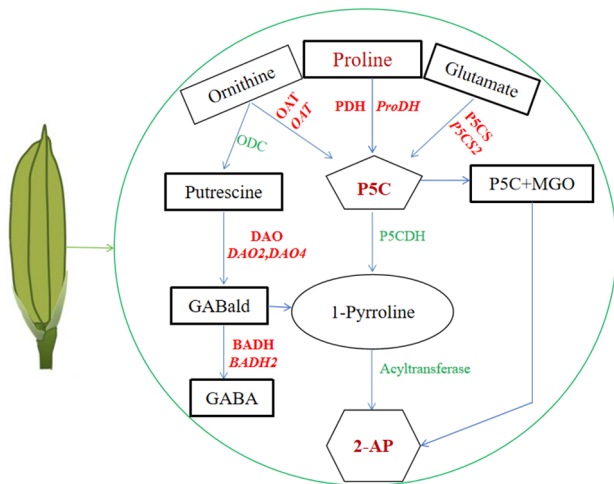 Ornithine
Proline
Glutamate
OAT
OAT
PDH
ProDH
P5CS
P5CS2
ODC
Putrescine
P5C
P5C+MGO
DAO
DAO2,DAO4
P5CDH
GABald
1-Pyrroline
BADH
BADH2
Acyltransferase
GABA
2-AP